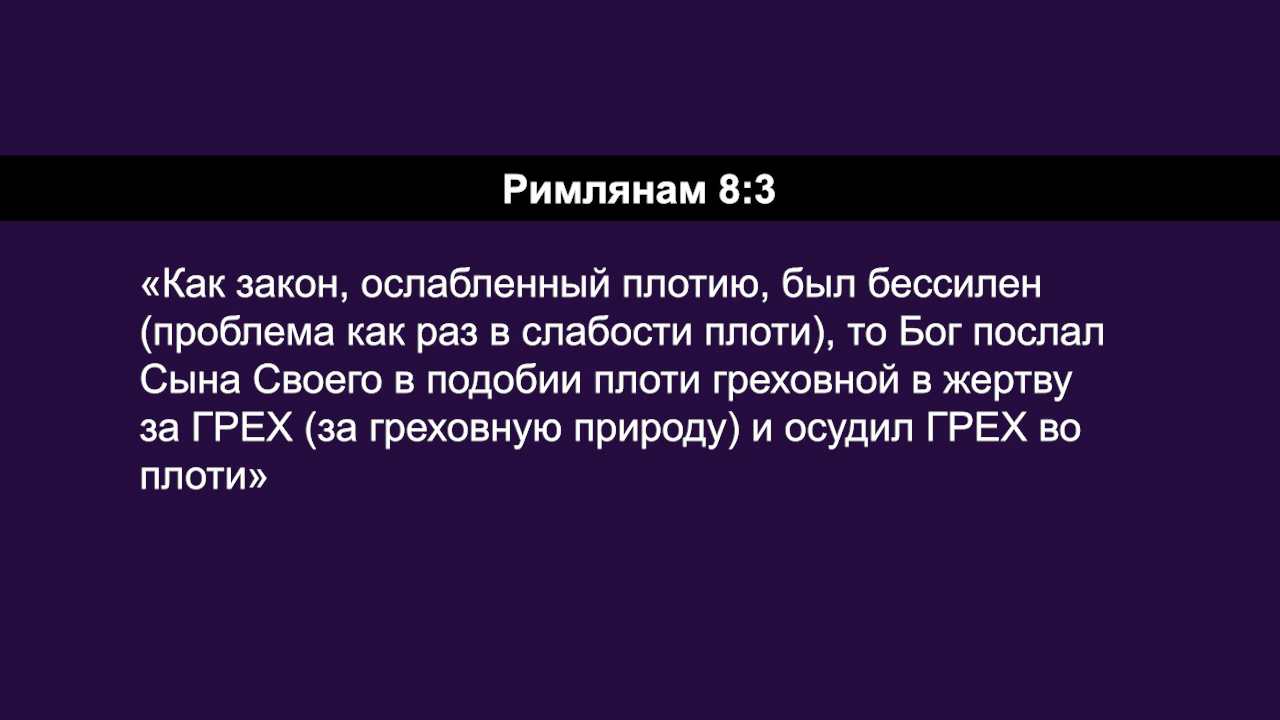 Римлянам 8:3
«Как закон, ослабленный плотию, был бессилен
(проблема как раз в слабости плоти), то Бог послал
Сына Своего в подобии плоти греховной в жертву
за ГРЕХ (за греховную природу) и осудил ГРЕХ во
плоти»